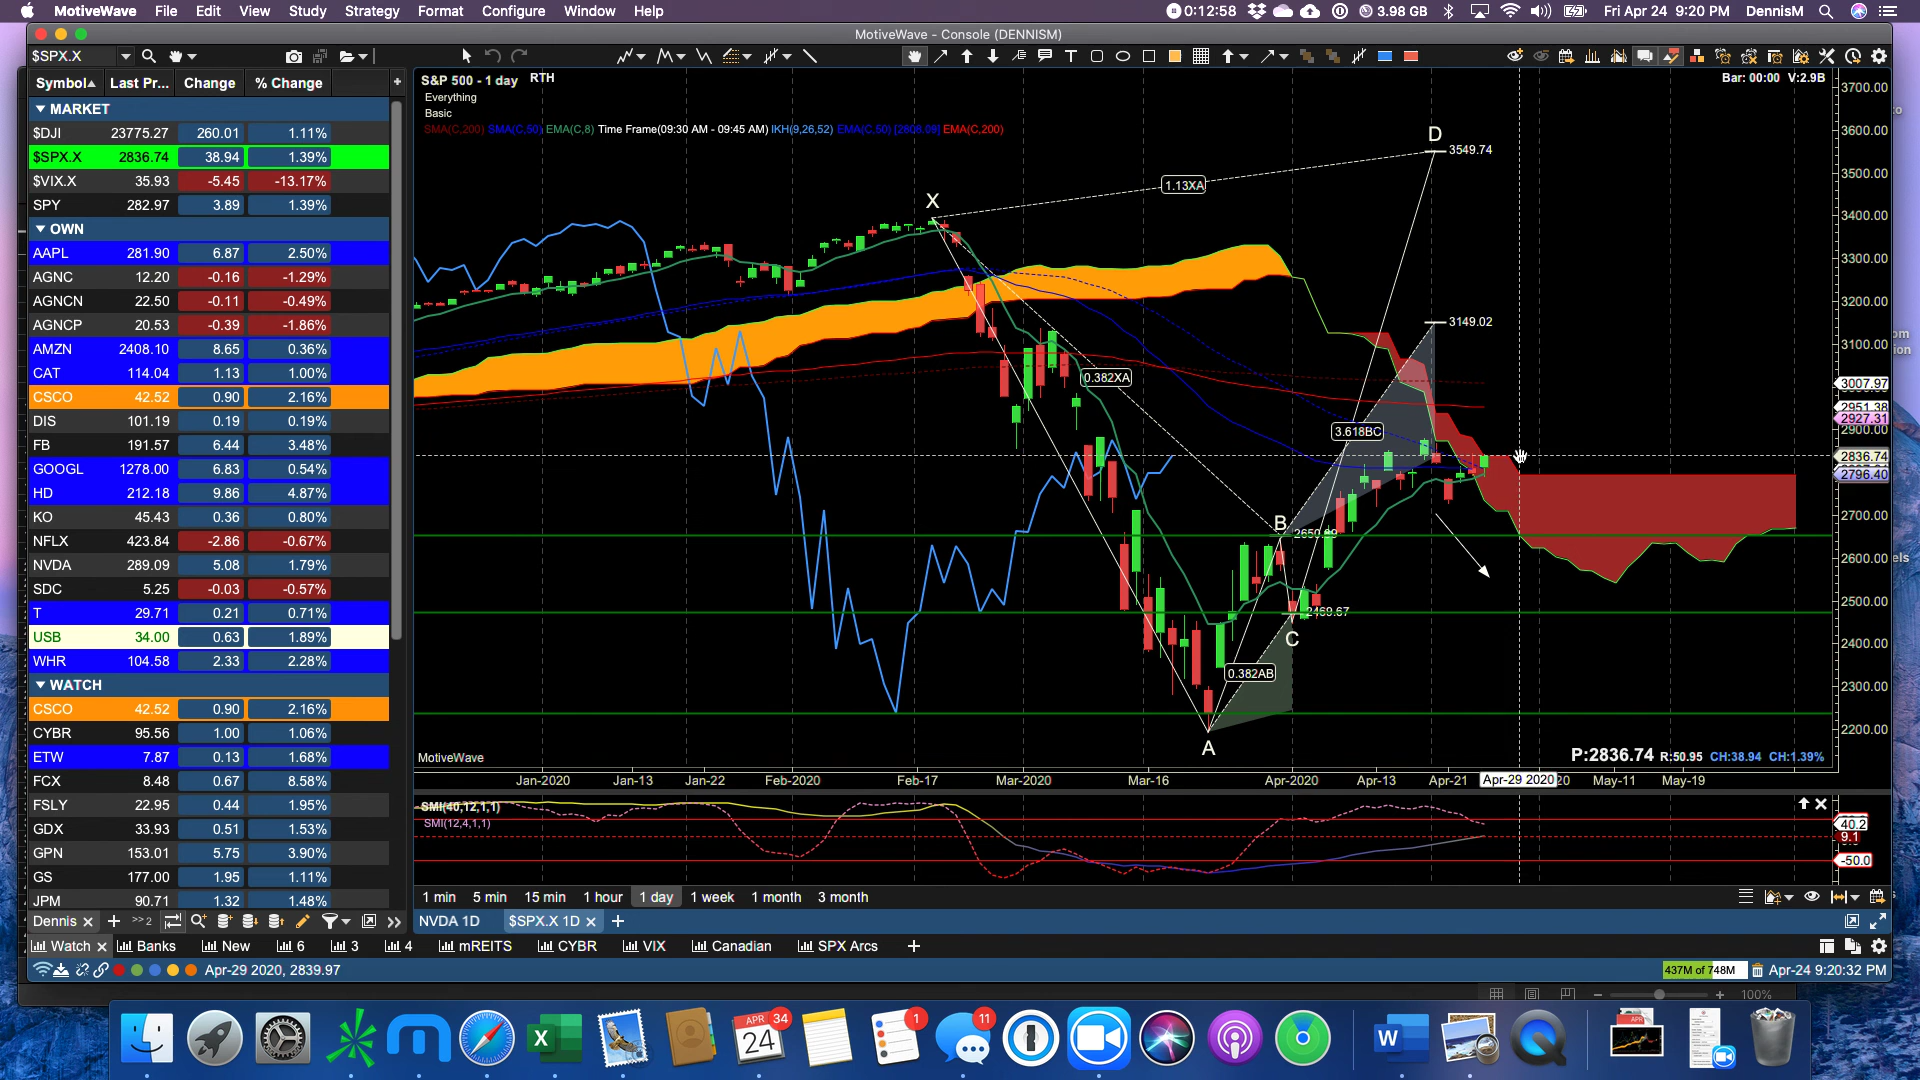 MotiveWave File Edit View Study Strategy Format Configure Window Help 0:12:58 3.98 GB Fri Apr 24 9:20 PM DennisM
MotiveWave - Console (DENNISM)
$SPX.X
Symbol Last Pr... Change % Change +
MARKET
$DJI 23775.27 260.01 1.11%
$SPX.X 2836.74 38.94 1.39%
$VIX.X 35.93 -5.45 -13.17%
SPY 282.97 3.89 1.39%
OWN
AAPL 281.90 6.87 2.50%
AGNC 12.20 -0.16 -1.29%
AGNCN 22.50 -0.11 -0.49%
AGNCP 20.53 -0.39 -1.86%
AMZN 2408.10 8.65 0.36%
CAT 114.04 1.13 1.00%
CSCO 42.52 0.90 2.16%
DIS 101.19 0.19 0.19%
FB 191.57 6.44 3.48%
GOOGL 1278.00 6.83 0.54%
HD 212.18 9.86 4.87%
KO 45.43 0.36 0.80%
NFLX 423.84 -2.86 -0.67%
NVDA 289.09 5.08 1.79%
SDC 5.25 -0.03 -0.57%
T 29.71 0.21 0.71%
USB 34.00 0.63 1.89%
WHR 104.58 2.33 2.28%
WATCH
CSCO 42.52 0.90 2.16%
CYBR 95.56 1.00 1.06%
ETW 7.87 0.13 1.68%
FCX 8.48 0.67 8.58%
FSLY 22.95 0.44 1.95%
GDX 33.93 0.51 1.53%
GPN 153.01 5.75 3.90%
GS 177.00 1.95 1.11%
JPM 90.71 1.32 1.48%
Dennis × + >>2
S&P 500 - 1 day RTH
Bar: 00:00 V:2.9B
Everything
Basic
SMA(C,200) SMA(C,50) EMA(C,8) Time Frame(09:30 AM - 09:45 AM) IKH(9,26,52) EMA(C,50) [2808.09] EMA(C,200)
D
3549.74
1.13XA
X
3149.02
0.382XA
3.618BC
B
2650.89
2469.67
C
0.382AB
A
3700.00
3600.00
3500.00
3400.00
3300.00
3200.00
3100.00
3007.97
2951.38
2927.31
2900.00
2836.74
2796.40
2700.00
2600.00
2500.00
2400.00
2300.00
2200.00
MotiveWave
P:2836.74 R:50.95 CH:38.94 CH:1.39%
Jan-2020 Jan-13 Jan-22 Feb-2020 Feb-17 Mar-2020 Mar-16 Apr-2020 Apr-13 Apr-21 Apr-29 2020 20 May-11 May-19
SMI(40,12,1,1)
SMI(12,4,1,1)
40.2
9.1
-50.0
1 min 5 min 15 min 1 hour 1 day 1 week 1 month 3 month
NVDA 1D $SPX.X 1D × +
Watch × Banks New 6 3 4 mREITS CYBR VIX Canadian SPX Arcs +
Apr-29 2020, 2839.97
437M of 748M Apr-24 9:20:32 PM
100%
APR 24 34
1
11